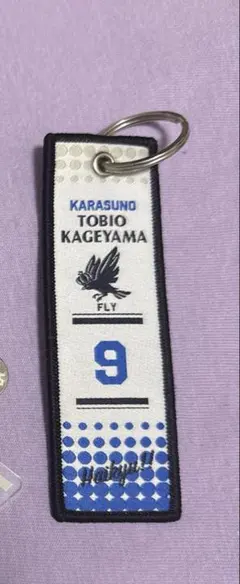 KARASUNO
TOBIO
KAGEYAMA
FLY
9
Haikyu!!